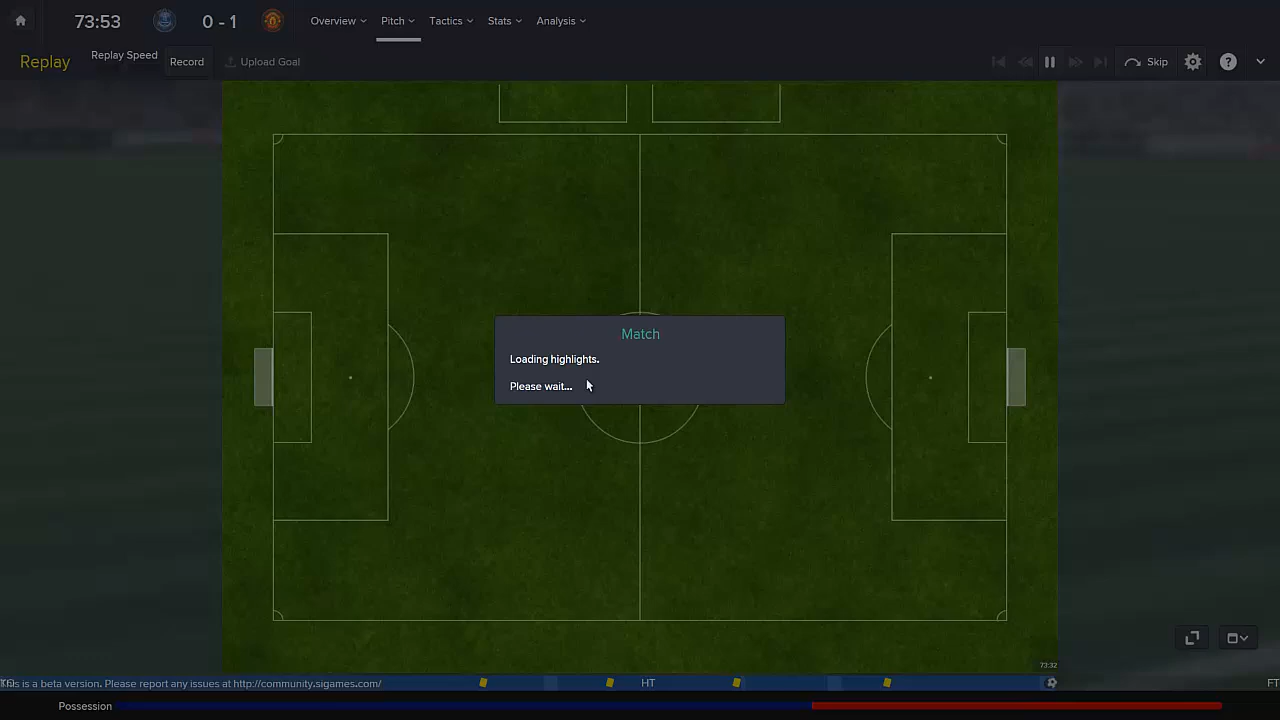 73:53
0 - 1
Overview
Pitch
Tactics
Stats
Analysis
Replay
Replay Speed
Record
Upload Goal
Skip
?
Match
Loading highlights.
Please wait...
73:32
This is a beta version. Please report any issues at http://community.sigames.com/
HT
FT
Possession